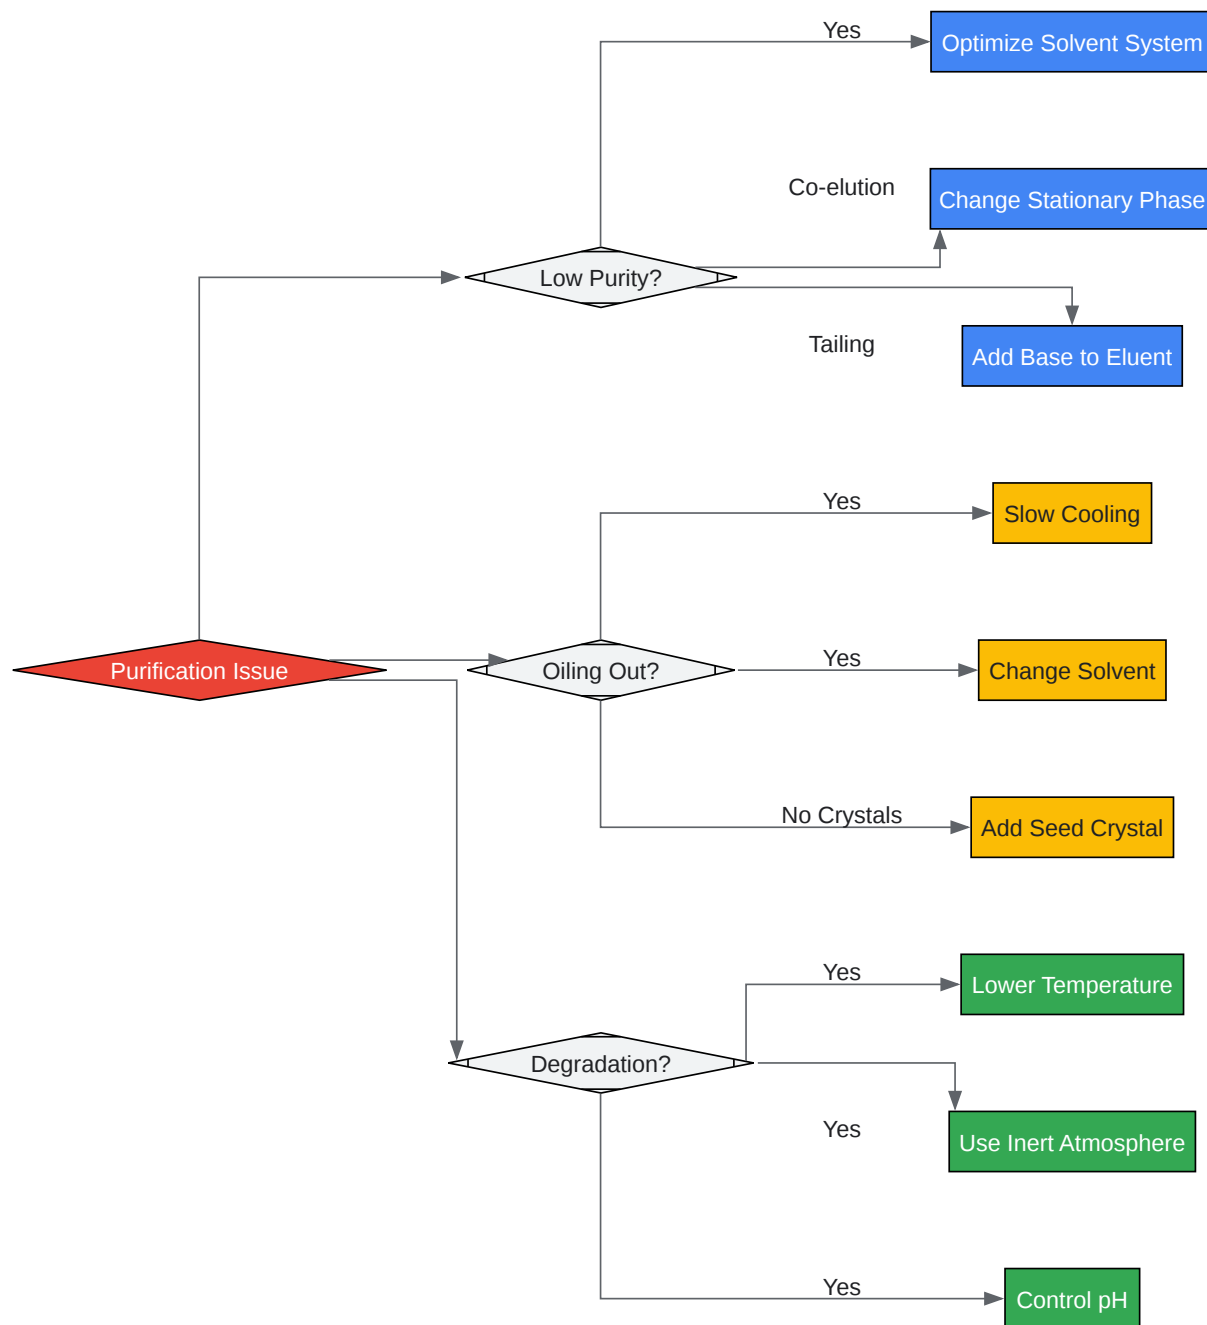 Yes
Optimize Solvent System
Co-elution
Change Stationary Phase
Low Purity?
Tailing
Add Base to Eluent
Yes
Slow Cooling
Purification Issue
Oiling Out?
Yes
Change Solvent
No Crystals
Add Seed Crystal
Yes
Lower Temperature
Degradation?
Yes
Use Inert Atmosphere
Yes
Control pH